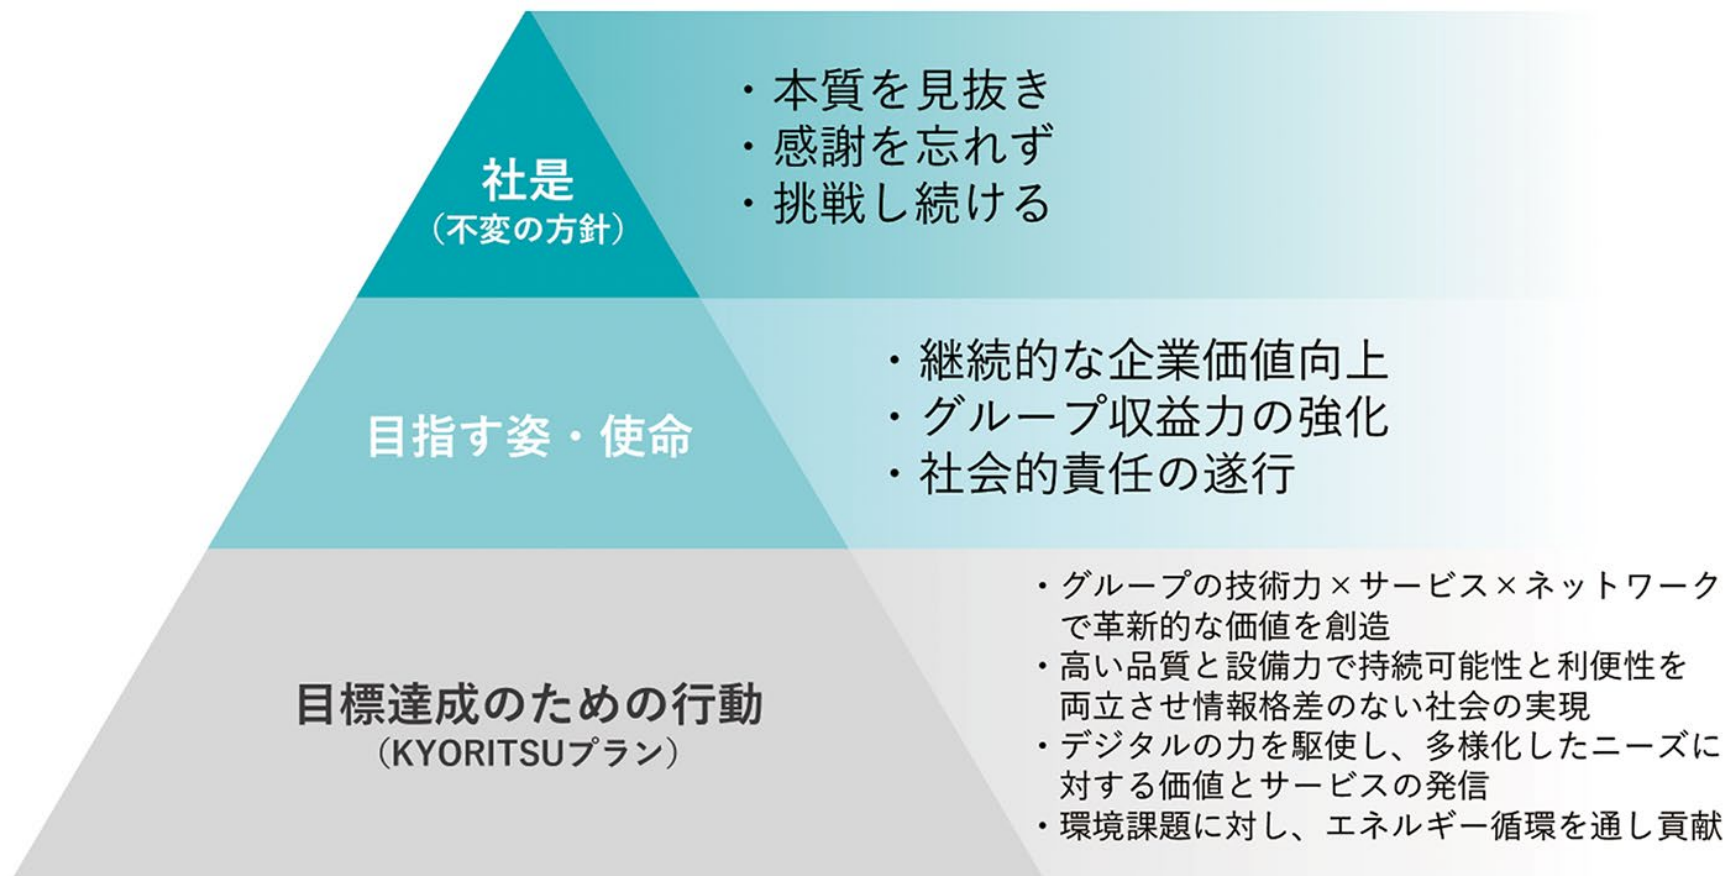 社是
（不変の方針）
・本質を見抜き
・感謝を忘れず
・挑戦し続ける
目指す姿・使命
・継続的な企業価値向上
・グループ収益力の強化
・社会的責任の遂行
目標達成のための行動
（KYORITSUプラン）
・グループの技術力×サービス×ネットワーク
で革新的な価値を創造
・高い品質と設備力で持続可能性と利便性を
両立させ情報格差のない社会の実現
・デジタルの力を駆使し、多様化したニーズに
対する価値とサービスの発信
・環境課題に対し、エネルギー循環を通し貢献